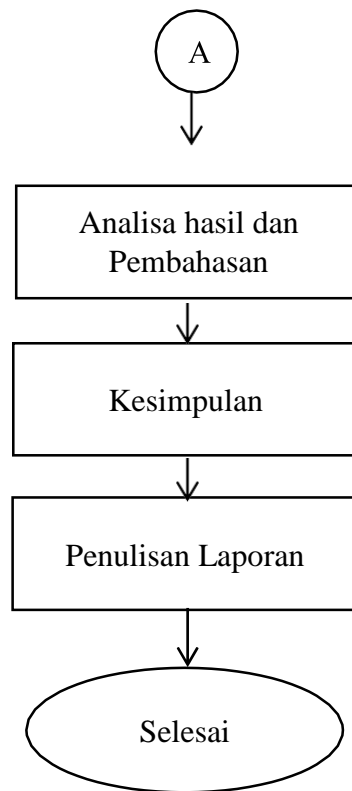 A
Analisa hasil dan
Pembahasan
Kesimpulan
Penulisan Laporan
Selesai